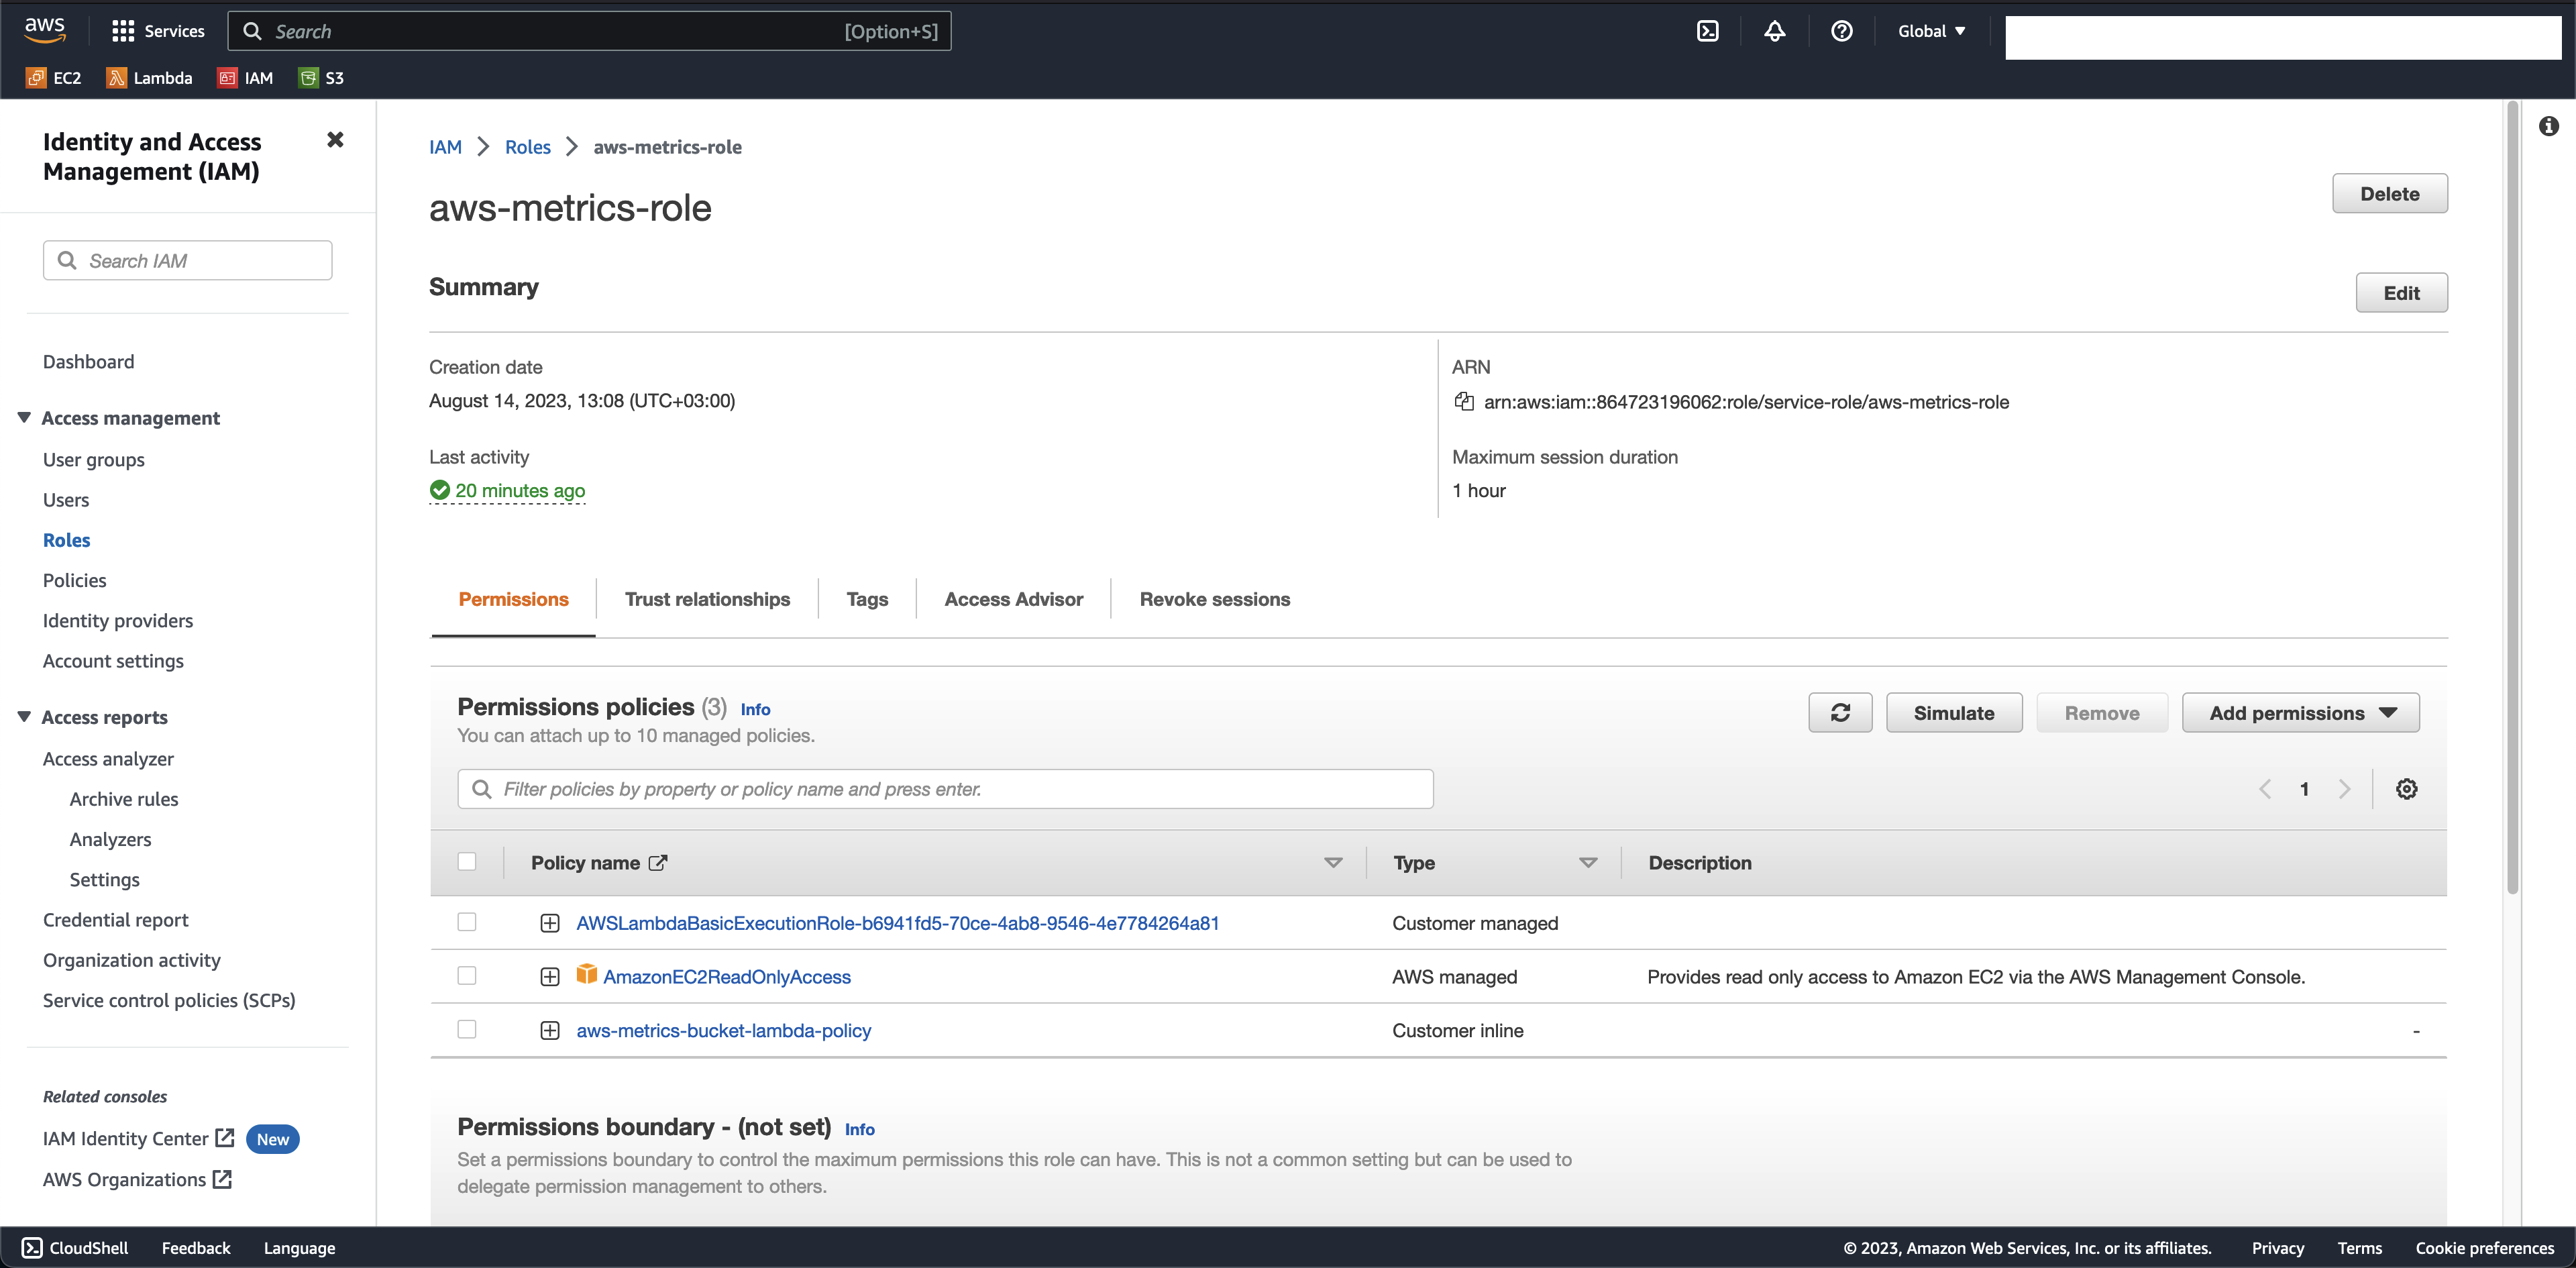 aws
Services
Search
[Option+S]
Global
EC2
Lambda
IAM
S3
Identity and Access
Management (IAM)
Search IAM
Dashboard
Access management
User groups
Users
Roles
Policies
Identity providers
Account settings
Access reports
Access analyzer
Archive rules
Analyzers
Settings
Credential report
Organization activity
Service control policies (SCPs)
Related consoles
IAM Identity Center New
AWS Organizations
IAM > Roles > aws-metrics-role
aws-metrics-role
Delete
Summary
Edit
Creation date
August 14, 2023, 13:08 (UTC+03:00)
Last activity
20 minutes ago
ARN
arn:aws:iam::864723196062:role/service-role/aws-metrics-role
Maximum session duration
1 hour
Permissions
Trust relationships
Tags
Access Advisor
Revoke sessions
Permissions policies (3) Info
You can attach up to 10 managed policies.
Simulate
Remove
Add permissions
Filter policies by property or policy name and press enter.
1
Policy name
Type
Description
AWSLambdaBasicExecutionRole-b6941fd5-70ce-4ab8-9546-4e7784264a81
Customer managed
AmazonEC2ReadOnlyAccess
AWS managed
Provides read only access to Amazon EC2 via the AWS Management Console.
aws-metrics-bucket-lambda-policy
Customer inline
-
Permissions boundary - (not set) Info
Set a permissions boundary to control the maximum permissions this role can have. This is not a common setting but can be used to
delegate permission management to others.
CloudShell
Feedback
Language
© 2023, Amazon Web Services, Inc. or its affiliates.
Privacy
Terms
Cookie preferences